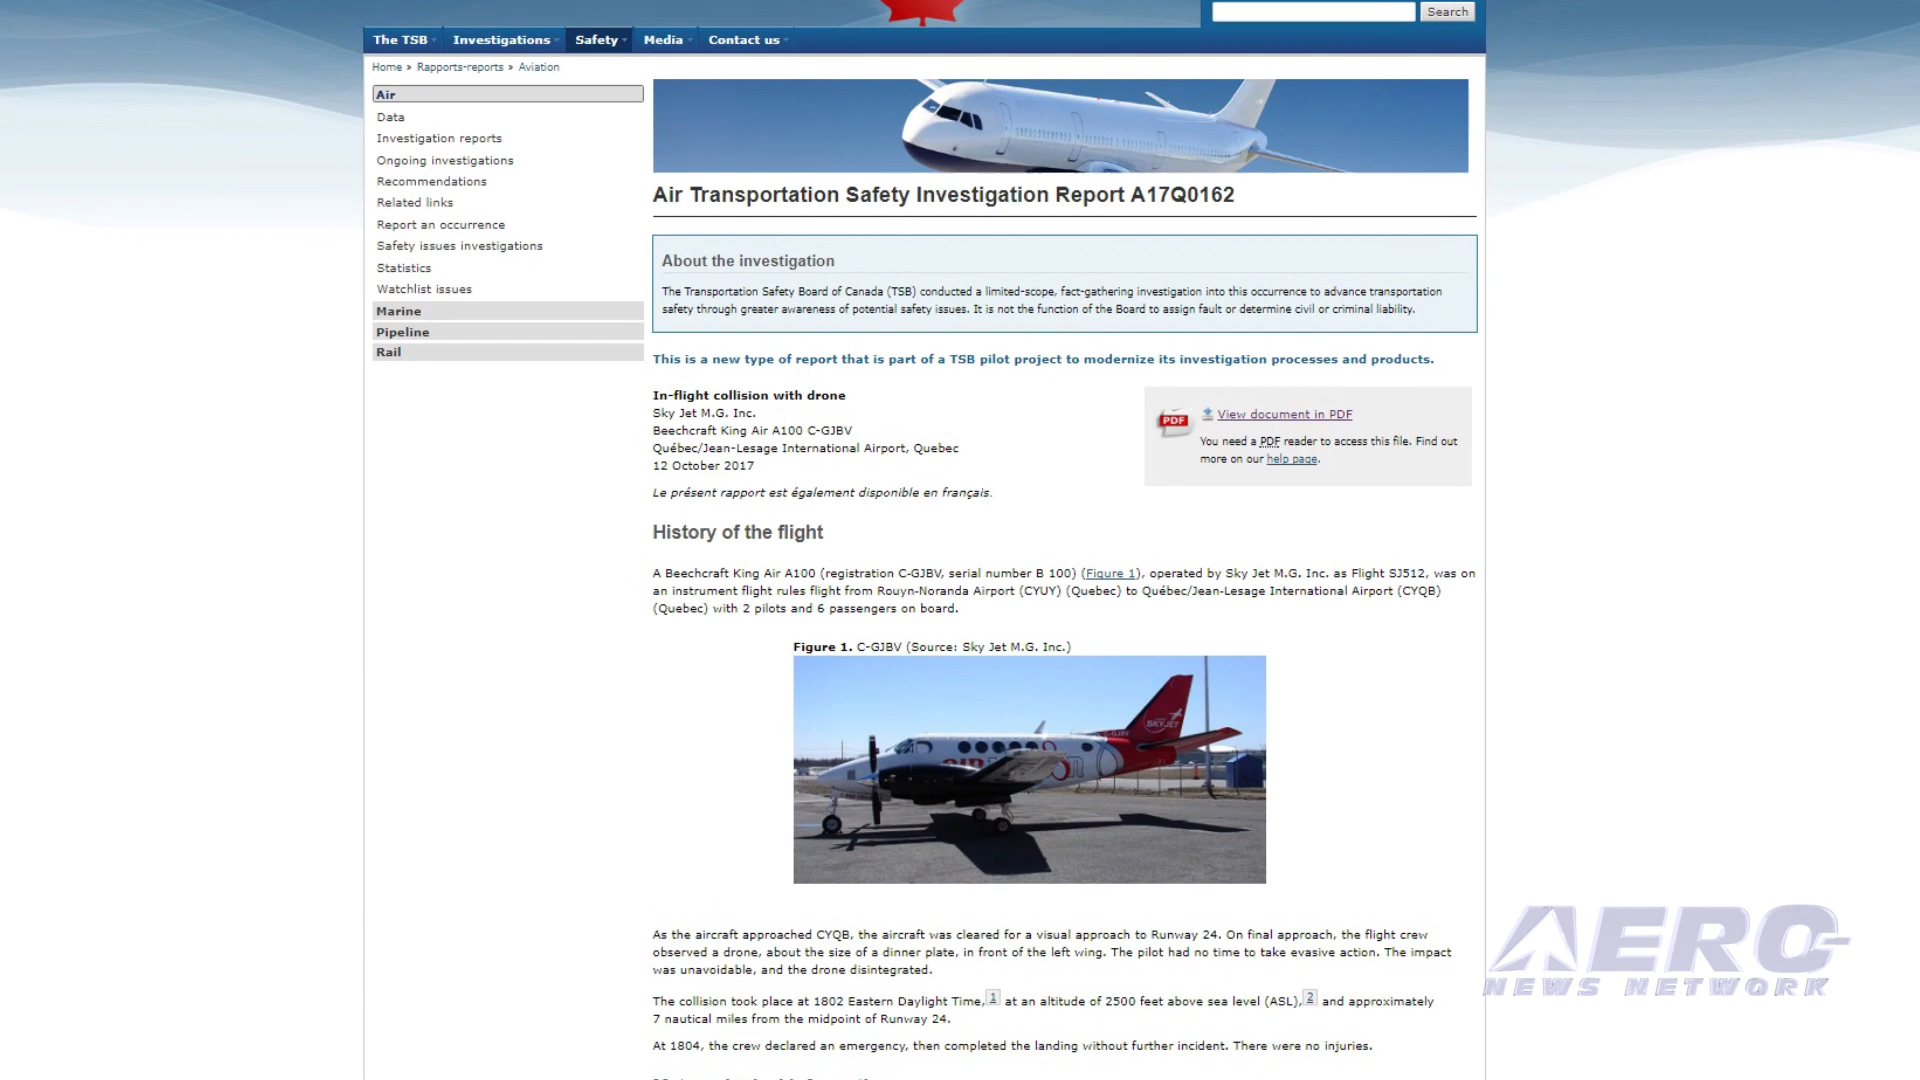 Search
The TSB Investigations Safety Media Contact us
Home » Rapports-reports » Aviation
Air
Data
Investigation reports
Ongoing investigations
Recommendations
Related links
Report an occurrence
Safety issues investigations
Statistics
Watchlist issues
Marine
Pipeline
Rail
Air Transportation Safety Investigation Report A17Q0162
About the investigation
The Transportation Safety Board of Canada (TSB) conducted a limited-scope, fact-gathering investigation into this occurrence to advance transportation
safety through greater awareness of potential safety issues. It is not the function of the Board to assign fault or determine civil or criminal liability.
This is a new type of report that is part of a TSB pilot project to modernize its investigation processes and products.
In-flight collision with drone
Sky Jet M.G. Inc.
Beechcraft King Air A100 C-GJBV
Québec/Jean-Lesage International Airport, Quebec
12 October 2017
Le présent rapport est également disponible en français.
PDF
View document in PDF
You need a PDF reader to access this file. Find out
more on our help page.
History of the flight
A Beechcraft King Air A100 (registration C-GJBV, serial number B 100) (Figure 1), operated by Sky Jet M.G. Inc. as Flight SJ512, was on
an instrument flight rules flight from Rouyn-Noranda Airport (CYUY) (Quebec) to Québec/Jean-Lesage International Airport (CYQB)
(Quebec) with 2 pilots and 6 passengers on board.
Figure 1. C-GJBV (Source: Sky Jet M.G. Inc.)
SKYJET
As the aircraft approached CYQB, the aircraft was cleared for a visual approach to Runway 24. On final approach, the flight crew
observed a drone, about the size of a dinner plate, in front of the left wing. The pilot had no time to take evasive action. The impact
was unavoidable, and the drone disintegrated.
The collision took place at 1802 Eastern Daylight Time,1 at an altitude of 2500 feet above sea level (ASL),2 and approximately
7 nautical miles from the midpoint of Runway 24.
At 1804, the crew declared an emergency, then completed the landing without further incident. There were no injuries.
AERO-
NEWS NETWORK